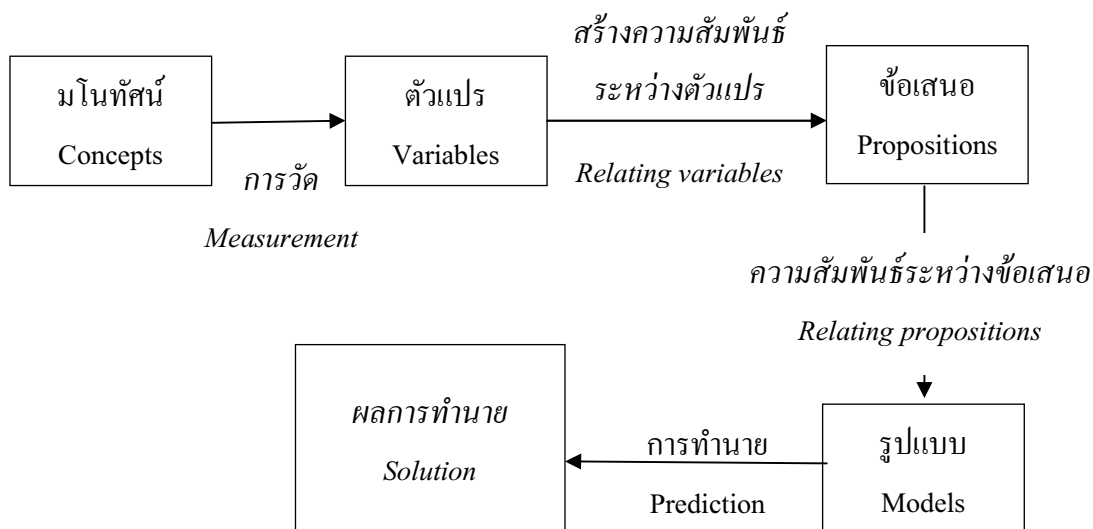 มโนทัศน์
Concepts
การวัด
Measurement
ตัวแปร
Variables
สร้างความสัมพันธ์
ระหว่างตัวแปร
Relating variables
ข้อเสนอ
Propositions
ความสัมพันธ์ระหว่างข้อเสนอ
Relating propositions
รูปแบบ
Models
การทำนาย
Prediction
ผลการทำนาย
Solution